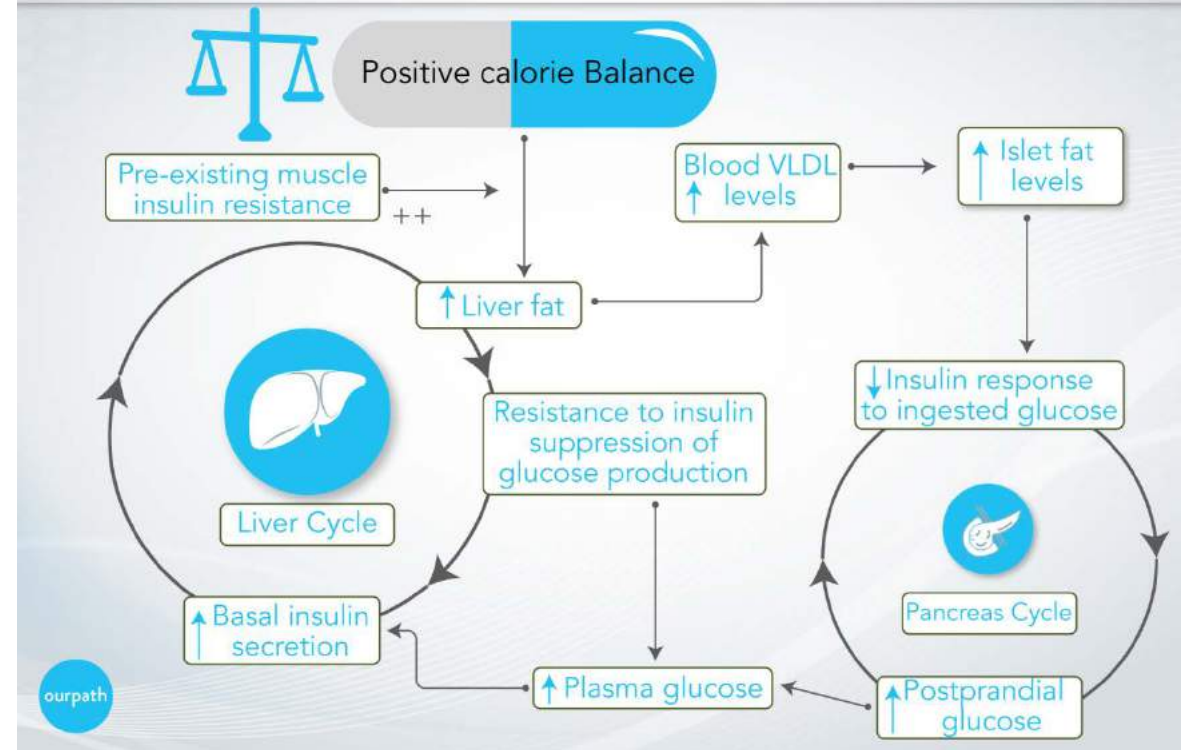 Positive calorie Balance
Pre-existing muscle
insulin resistance
++
Blood VLDL
levels
Islet fat
levels
Liver fat
Insulin response
to ingested glucose
Resistance to insulin
suppression of
glucose production
Liver Cycle
Pancreas Cycle
Basal insulin
secretion
Plasma glucose
Postprandial
glucose
ourpath